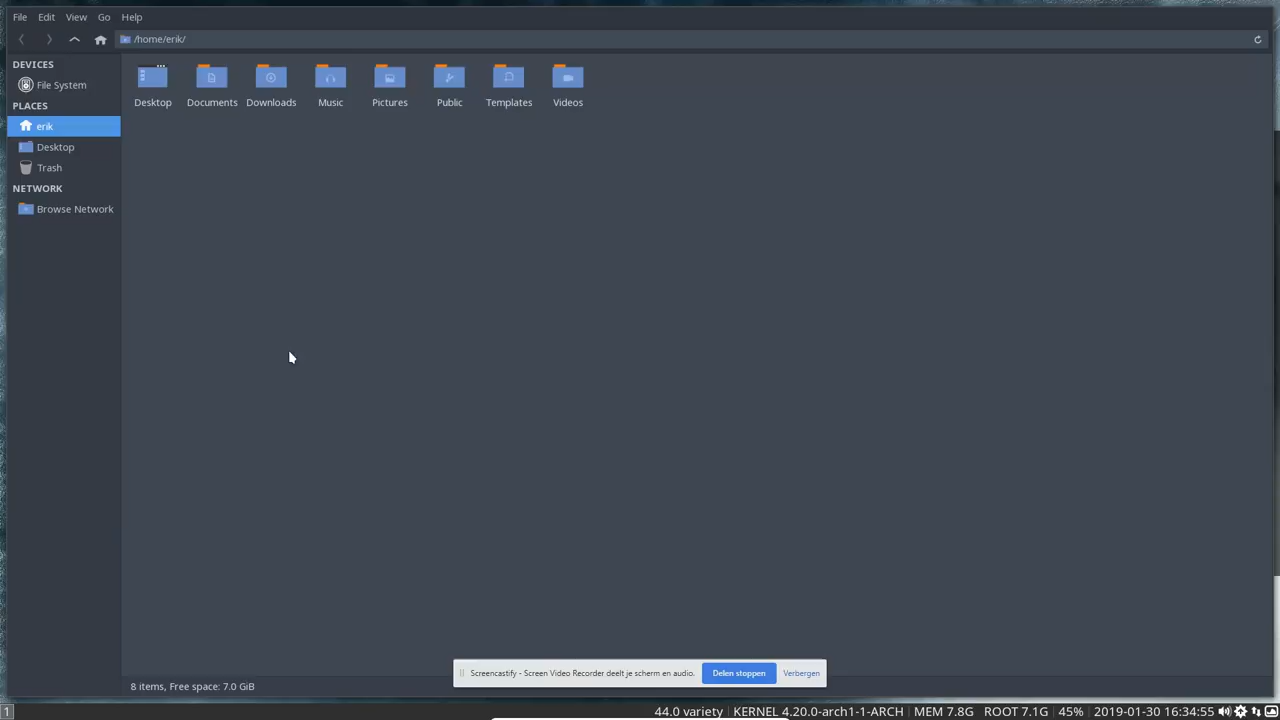 File Edit View Go Help
/home/erik/
DEVICES
File System
PLACES
erik
Desktop
Trash
NETWORK
Browse Network
Desktop Documents Downloads Music Pictures Public Templates Videos
Screencastify - Screen Video Recorder deelt je scherm en audio. Delen stoppen Verbergen
8 items, Free space: 7.0 GiB
1 44.0 variety KERNEL 4.20.0-arch1-1-ARCH MEM 7.8G ROOT 7.1G 45% 2019-01-30 16:34:55